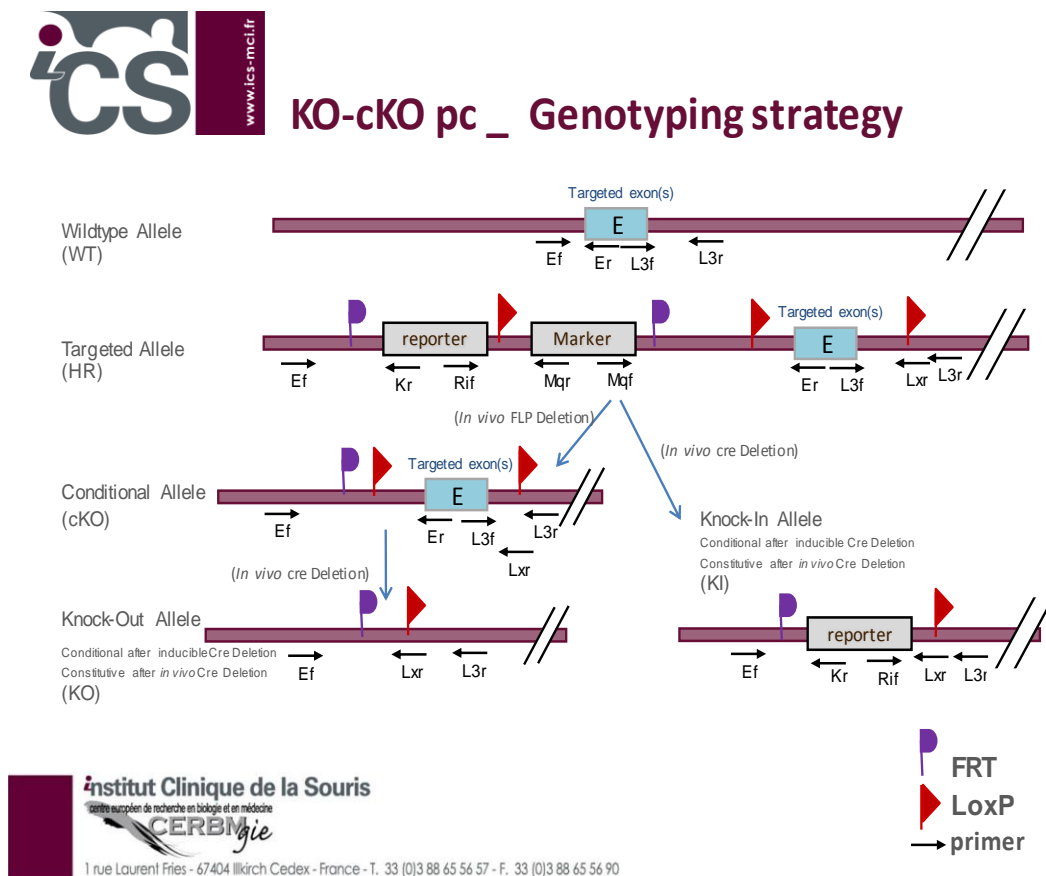 iCS
www.ics-mci.fr
KO-cKO pc _ Genotyping strategy
Targeted exon(s)
Wildtype Allele
(WT)
E
Ef
Er
L3f
L3r
Targeted exon(s)
Targeted Allele
(HR)
reporter
Marker
E
Ef
Kr
Rif
Mqr
Mqf
Er
L3f
Lxr
L3r
(In vivo FLP Deletion)
(In vivo cre Deletion)
Targeted exon(s)
Conditional Allele
(cKO)
E
Ef
Er
L3f
L3r
Lxr
Knock-In Allele
Conditional after inducible Cre Deletion
Constitutive after in vivo Cre Deletion
(KI)
(In vivo cre Deletion)
Knock-Out Allele
Conditional after inducible Cre Deletion
Constitutive after in vivo Cre Deletion
(KO)
Ef
Lxr
L3r
reporter
Ef
Kr
Rif
Lxr
L3r
FRT
LoxP
primer
institut Clinique de la Souris
centre européen de recherche en biologie et en médecine
CERBM gie
1 rue Laurent Fries - 67404 Illkirch Cedex - France - T. 33 (0)3 88 65 56 57 - F. 33 (0)3 88 65 56 90